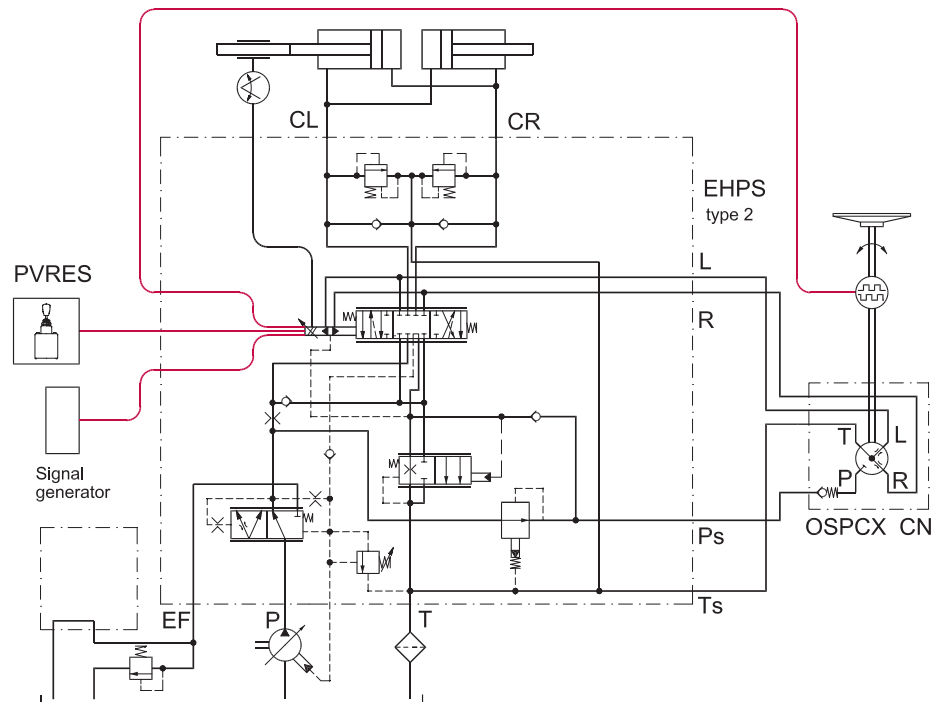 CL
CR
EHPS
type 2
L
PVRES
R
T
L
Signal
generator
P
R
Ps
OSPCX CN
EF
P
T
Ts